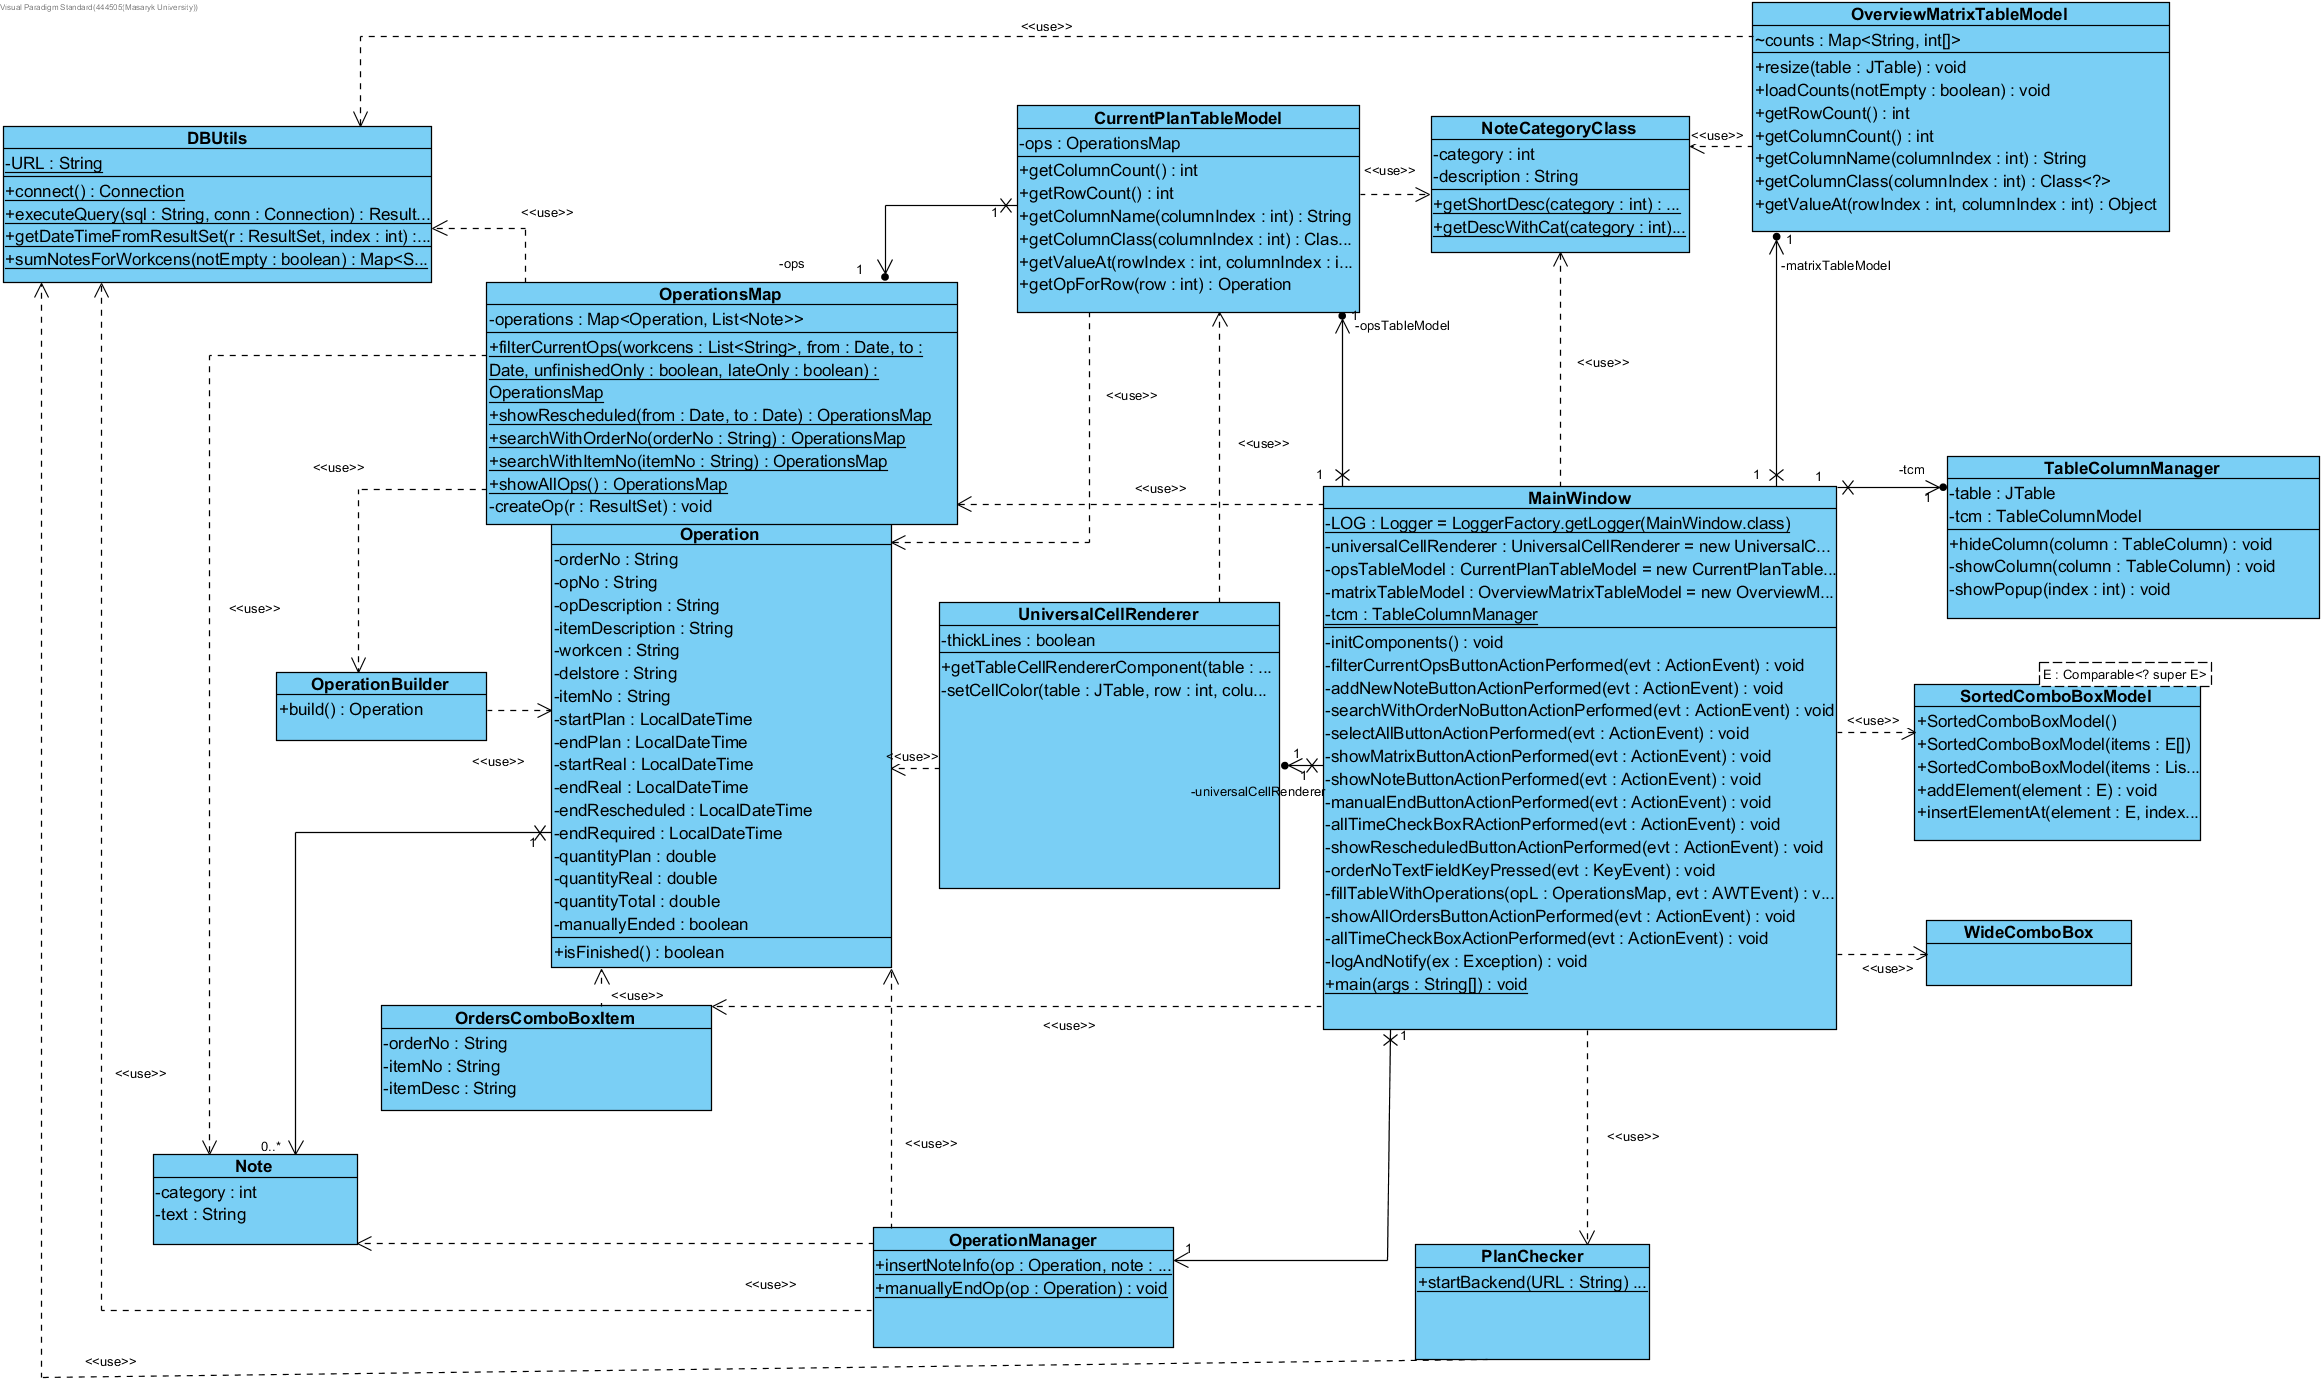 Visual Paradigm Standard(444505(Masaryk University))
<<use>>
OverviewMatrixTableModel
~counts : Map<String, int[]>
+resize(table : JTable) : void
+loadCounts(notEmpty : boolean) : void
+getRowCount() : int
+getColumnCount() : int
+getColumnName(columnIndex : int) : String
+getColumnClass(columnIndex : int) : Class<?>
+getValueAt(rowIndex : int, columnIndex : int) : Object
DBUtils
-URL : String
+connect() : Connection
+executeQuery(sql : String, conn : Connection) : Result...
+getDateTimeFromResultSet(r : ResultSet, index : int) :...
+sumNotesForWorkcens(notEmpty : boolean) : Map<S...
<<use>>
CurrentPlanTableModel
-ops : OperationsMap
+getColumnCount() : int
+getRowCount() : int
+getColumnName(columnIndex : int) : String
+getColumnClass(columnIndex : int) : Clas...
+getValueAt(rowIndex : int, columnIndex : i...
+getOpForRow(row : int) : Operation
<<use>>
NoteCategoryClass
-category : int
-description : String
+getShortDesc(category : int) : ...
+getDescWithCat(category : int)...
<<use>>
1
-ops
1
1
-matrixTableModel
1
-opsTableModel
OperationsMap
-operations : Map<Operation, List<Note>>
+filterCurrentOps(workcens : List<String>, from : Date, to :
Date, unfinishedOnly : boolean, lateOnly : boolean) :
OperationsMap
+showRescheduled(from : Date, to : Date) : OperationsMap
+searchWithOrderNo(orderNo : String) : OperationsMap
+searchWithItemNo(itemNo : String) : OperationsMap
+showAllOps() : OperationsMap
-createOp(r : ResultSet) : void
<<use>>
<<use>>
<<use>>
<<use>>
<<use>>
<<use>>
1
1
1
-tcm
1
TableColumnManager
-table : JTable
-tcm : TableColumnModel
+hideColumn(column : TableColumn) : void
-showColumn(column : TableColumn) : void
-showPopup(index : int) : void
Operation
-orderNo : String
-opNo : String
-opDescription : String
-itemDescription : String
-workcen : String
-delstore : String
-itemNo : String
-startPlan : LocalDateTime
-endPlan : LocalDateTime
-startReal : LocalDateTime
-endReal : LocalDateTime
-endRescheduled : LocalDateTime
-endRequired : LocalDateTime
-quantityPlan : double
-quantityReal : double
-quantityTotal : double
-manuallyEnded : boolean
+isFinished() : boolean
MainWindow
-LOG : Logger = LoggerFactory.getLogger(MainWindow.class)
-universalCellRenderer : UniversalCellRenderer = new UniversalC...
-opsTableModel : CurrentPlanTableModel = new CurrentPlanTable...
-matrixTableModel : OverviewMatrixTableModel = new OverviewM...
-tcm : TableColumnManager
-initComponents() : void
-filterCurrentOpsButtonActionPerformed(evt : ActionEvent) : void
-addNewNoteButtonActionPerformed(evt : ActionEvent) : void
-searchWithOrderNoButtonActionPerformed(evt : ActionEvent) : void
-selectAllButtonActionPerformed(evt : ActionEvent) : void
-showMatrixButtonActionPerformed(evt : ActionEvent) : void
-showNoteButtonActionPerformed(evt : ActionEvent) : void
-manualEndButtonActionPerformed(evt : ActionEvent) : void
-allTimeCheckBoxRActionPerformed(evt : ActionEvent) : void
-showRescheduledButtonActionPerformed(evt : ActionEvent) : void
-orderNoTextFieldKeyPressed(evt : KeyEvent) : void
-fillTableWithOperations(opL : OperationsMap, evt : AWTEvent) : v...
-showAllOrdersButtonActionPerformed(evt : ActionEvent) : void
-allTimeCheckBoxActionPerformed(evt : ActionEvent) : void
-logAndNotify(ex : Exception) : void
+main(args : String[]) : void
UniversalCellRenderer
-thickLines : boolean
+getTableCellRendererComponent(table : ...
-setCellColor(table : JTable, row : int, colu...
OperationBuilder
+build() : Operation
<<use>>
<<use>>
1
1
-universalCellRenderer
E : Comparable<? super E>
SortedComboBoxModel
+SortedComboBoxModel()
+SortedComboBoxModel(items : E[])
+SortedComboBoxModel(items : Lis...
+addElement(element : E) : void
+insertElementAt(element : E, index...
<<use>>
1
WideComboBox
<<use>>
<<use>>
OrdersComboBoxItem
-orderNo : String
-itemNo : String
-itemDesc : String
<<use>>
1
<<use>>
<<use>>
<<use>>
0..*
Note
-category : int
-text : String
OperationManager
+insertNoteInfo(op : Operation, note : ...
+manuallyEndOp(op : Operation) : void
1
PlanChecker
+startBackend(URL : String) ...
<<use>>
<<use>>